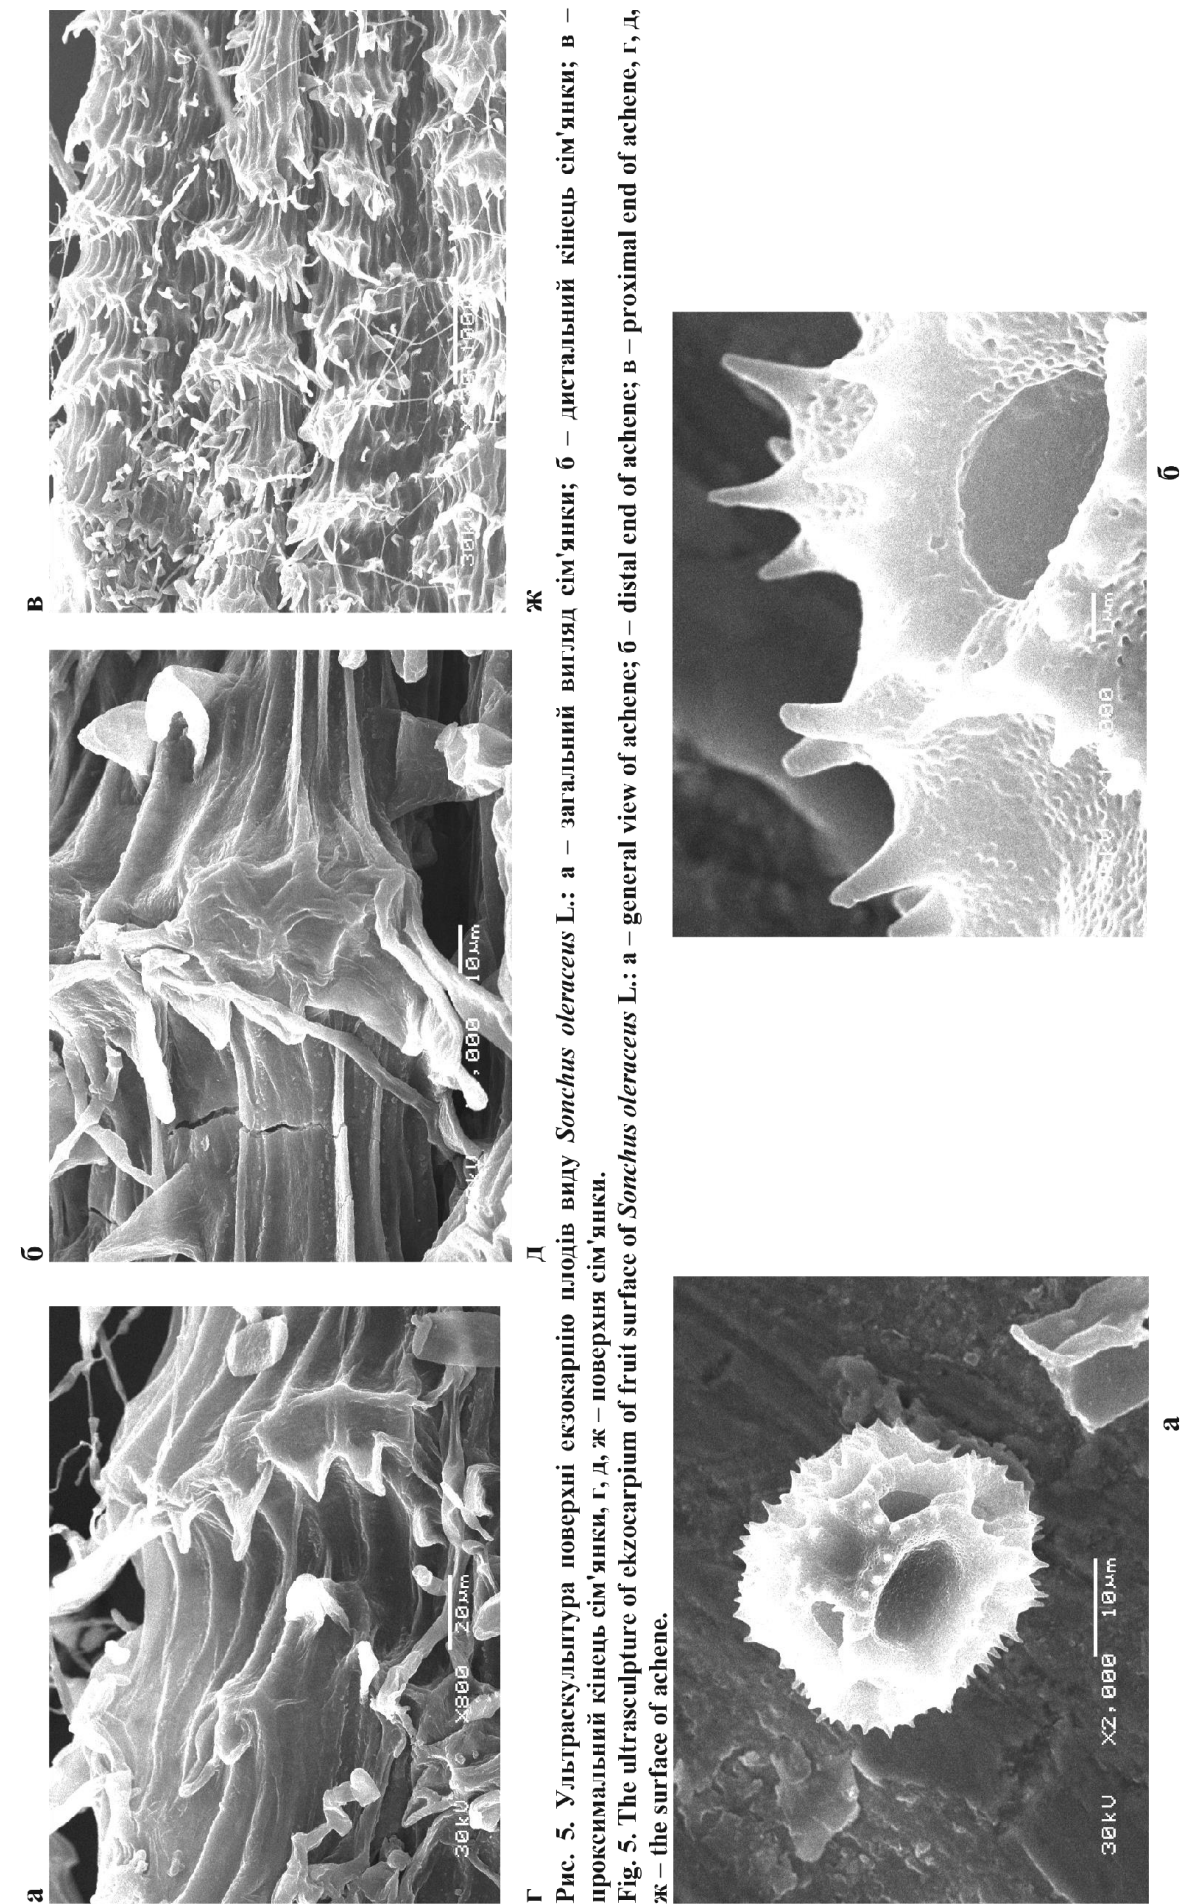 а
б
в
30kV X800 20µm
,000 10µm
30kV
г
д
ж
Рис. 5. Ультраскульптура поверхні екзокарпію плодів виду Sonchus oleraceus L.: а – загальний вигляд сім'янки; б – дистальний кінець сім'янки; в –
проксимальний кінець сім'янки, г, д, ж – поверхня сім'янки.
Fig. 5. The ultrasculpture of ekzocarpium of fruit surface of Sonchus oleraceus L.: а – general view of achene; б – distal end of achene; в – proximal end of achene, г, д,
ж – the surface of achene.
30kV X2,000 10µm
1µm
а
б